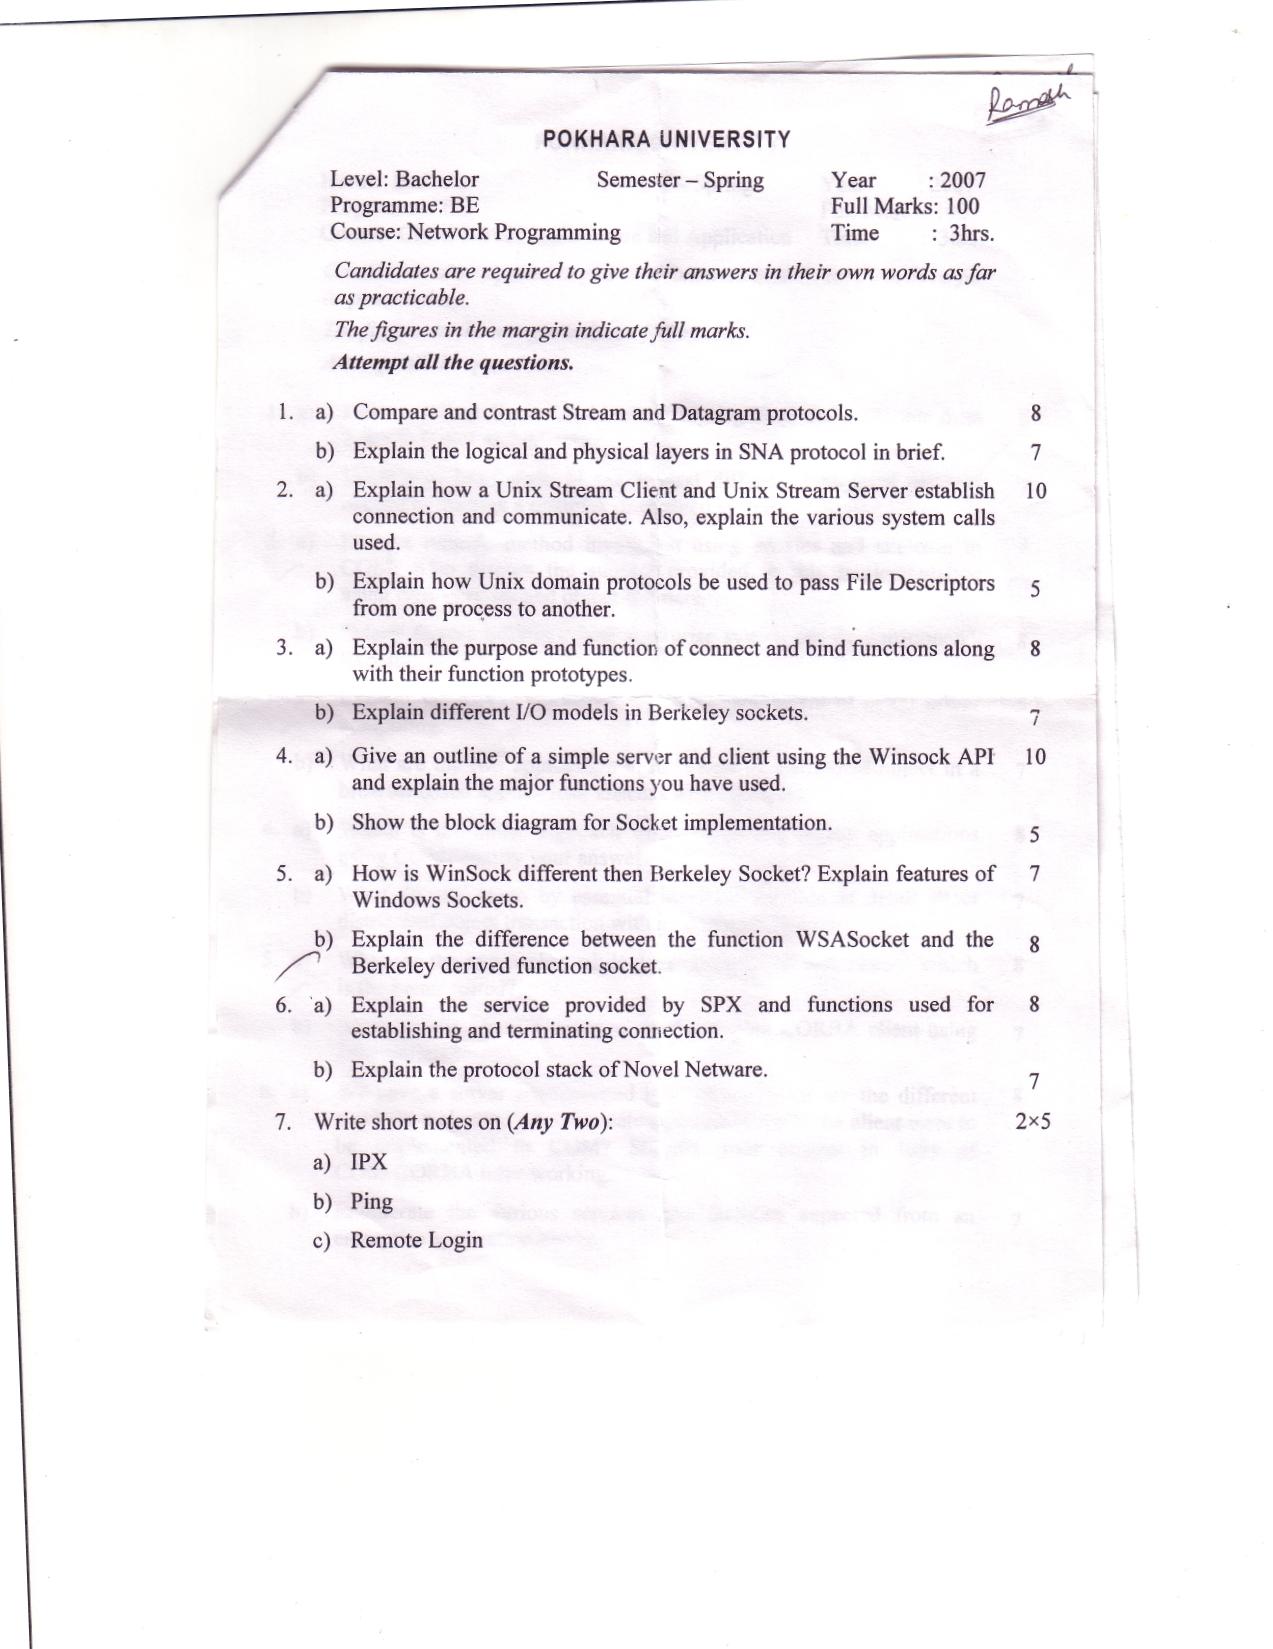 Ramesh
POKHARA UNIVERSITY
Level: Bachelor Semester – Spring Year : 2007
Programme: BE Full Marks: 100
Course: Network Programming Time : 3hrs.
Candidates are required to give their answers in their own words as far
as practicable.
The figures in the margin indicate full marks.
Attempt all the questions.
1. a) Compare and contrast Stream and Datagram protocols. 8
b) Explain the logical and physical layers in SNA protocol in brief. 7
2. a) Explain how a Unix Stream Client and Unix Stream Server establish 10
connection and communicate. Also, explain the various system calls
used.
b) Explain how Unix domain protocols be used to pass File Descriptors 5
from one process to another.
3. a) Explain the purpose and function of connect and bind functions along 8
with their function prototypes.
b) Explain different I/O models in Berkeley sockets. 7
4. a) Give an outline of a simple server and client using the Winsock API 10
and explain the major functions you have used.
b) Show the block diagram for Socket implementation. 5
5. a) How is WinSock different then Berkeley Socket? Explain features of 7
Windows Sockets.
b) Explain the difference between the function WSASocket and the 8
Berkeley derived function socket.
6. a) Explain the service provided by SPX and functions used for 8
establishing and terminating connection.
b) Explain the protocol stack of Novel Netware. 7
7. Write short notes on (Any Two): 2×5
a) IPX
b) Ping
c) Remote Login